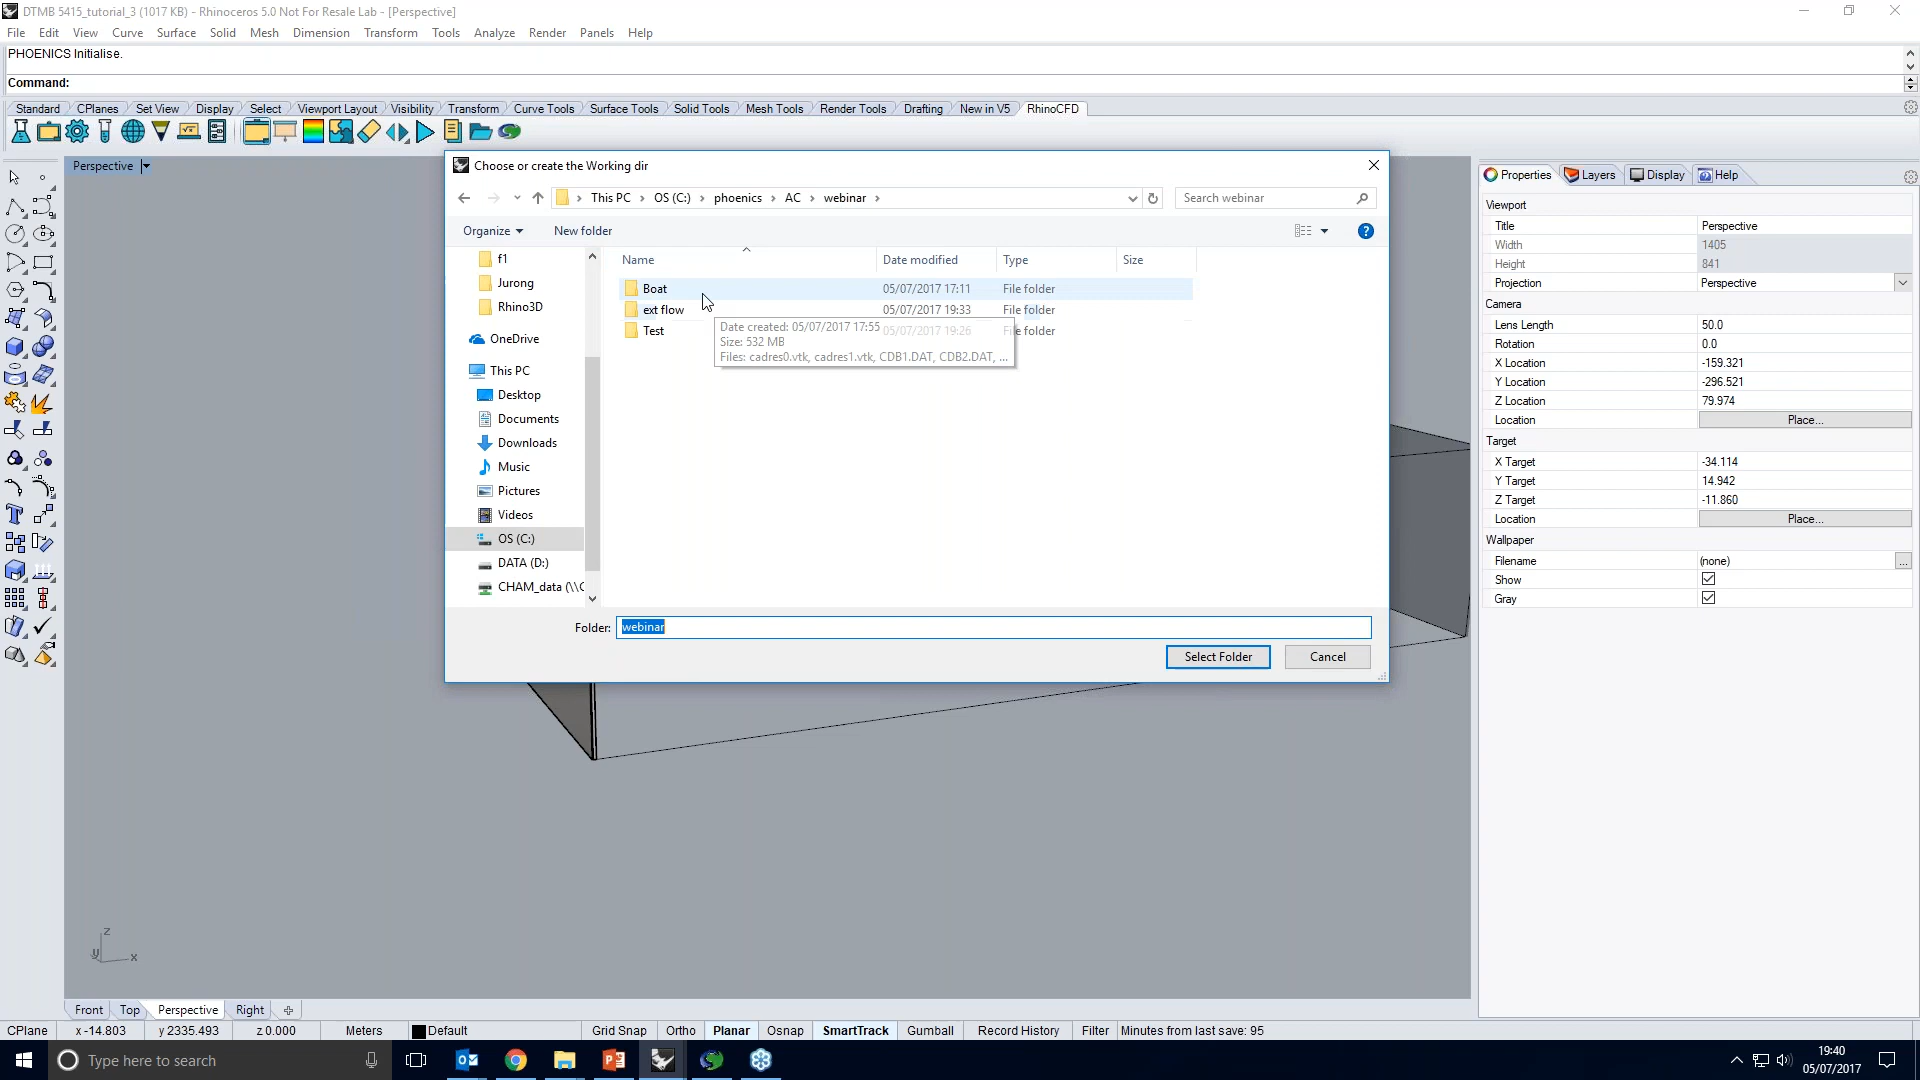 DTMB 5415_tutorial_3 (1017 KB) - Rhinoceros 5.0 Not For Resale Lab - [Perspective]
File Edit View Curve Surface Solid Mesh Dimension Transform Tools Analyze Render Panels Help
PHOENICS Initialise.
Command:
Standard CPlanes Set View Display Select Viewport Layout Visibility Transform Curve Tools Surface Tools Solid Tools Mesh Tools Render Tools Drafting New in V5 RhinoCFD
Perspective
Choose or create the Working dir
This PC OS (C:) phoenics AC webinar
Search webinar
Organize New folder
f1
Jurong
Rhino3D
OneDrive
This PC
Desktop
Documents
Downloads
Music
Pictures
Videos
OS (C:)
DATA (D:)
CHAM_data (\\C
Name Date modified Type Size
Boat 05/07/2017 17:11 File folder
ext flow 05/07/2017 19:33 File folder
Test 05/07/2017 19:26 File folder
Date created: 05/07/2017 17:55
Size: 532 MB
Files: cadres0.vtk, cadres1.vtk, CDB1.DAT, CDB2.DAT, ...
Folder: webinar
Select Folder Cancel
Properties Layers Display Help
Viewport
Title Perspective
Width 1405
Height 841
Projection Perspective
Camera
Lens Length 50.0
Rotation 0.0
X Location -159.321
Y Location -296.521
Z Location 79.974
Location Place...
Target
X Target -34.114
Y Target 14.942
Z Target -11.860
Location Place...
Wallpaper
Filename (none) ...
Show
Gray
z
y x
Front Top Perspective Right
CPlane x -14.803 y 2335.493 z 0.000 Meters Default Grid Snap Ortho Planar Osnap SmartTrack Gumball Record History Filter Minutes from last save: 95
Type here to search
19:40
05/07/2017